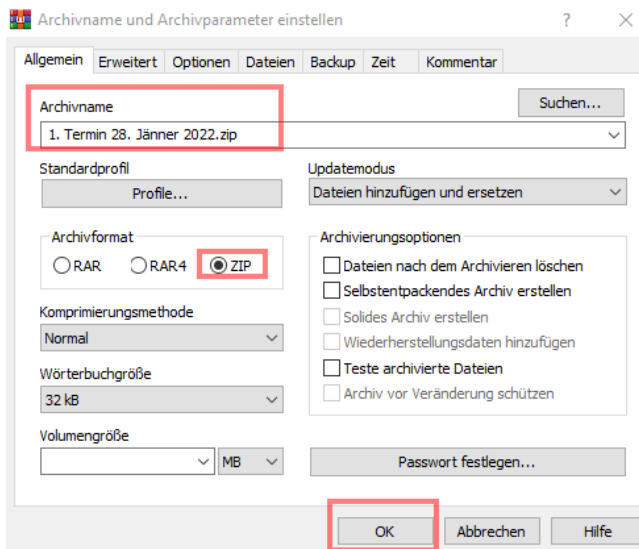 Archivname und Archivparameter einstellen
Allgemein Erweitert Optionen Dateien Backup Zeit Kommentar
Archivname
Suchen...
1. Termin 28. Jänner 2022.zip
Standardprofil
Profile...
Updatemodus
Dateien hinzufügen und ersetzen
Archivformat
RAR RAR4 ZIP
Komprimierungsmethode
Normal
Wörterbuchgröße
32 kB
Volumengröße
MB
Archivierungsoptionen
Dateien nach dem Archivieren löschen
Selbstentpackendes Archiv erstellen
Solides Archiv erstellen
Wiederherstellungsdaten hinzufügen
Teste archivierte Dateien
Archiv vor Veränderung schützen
Passwort festlegen...
OK Abbrechen Hilfe